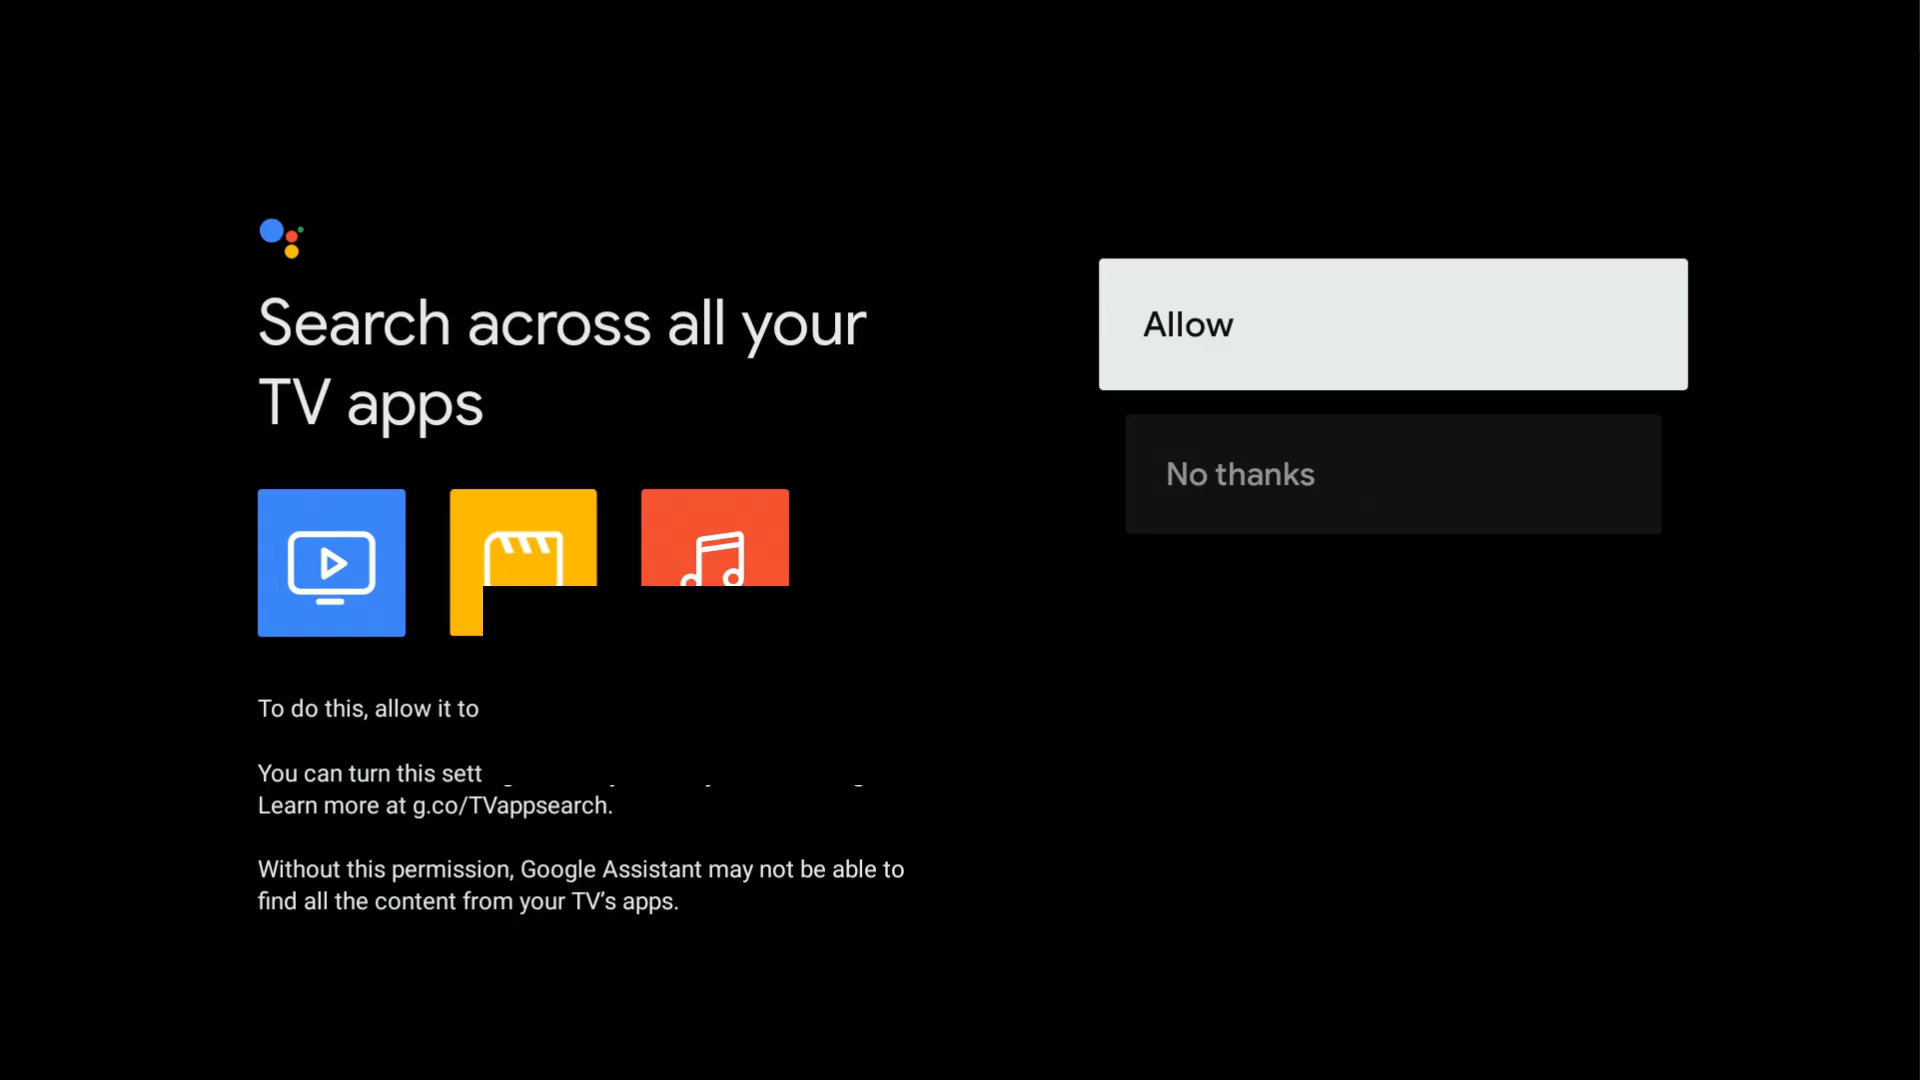 Search across all your
TV apps
To do this, allow it to
You can turn this sett
Learn more at g.co/TVappsearch.
Without this permission, Google Assistant may not be able to
find all the content from your TV’s apps.
Allow
No thanks